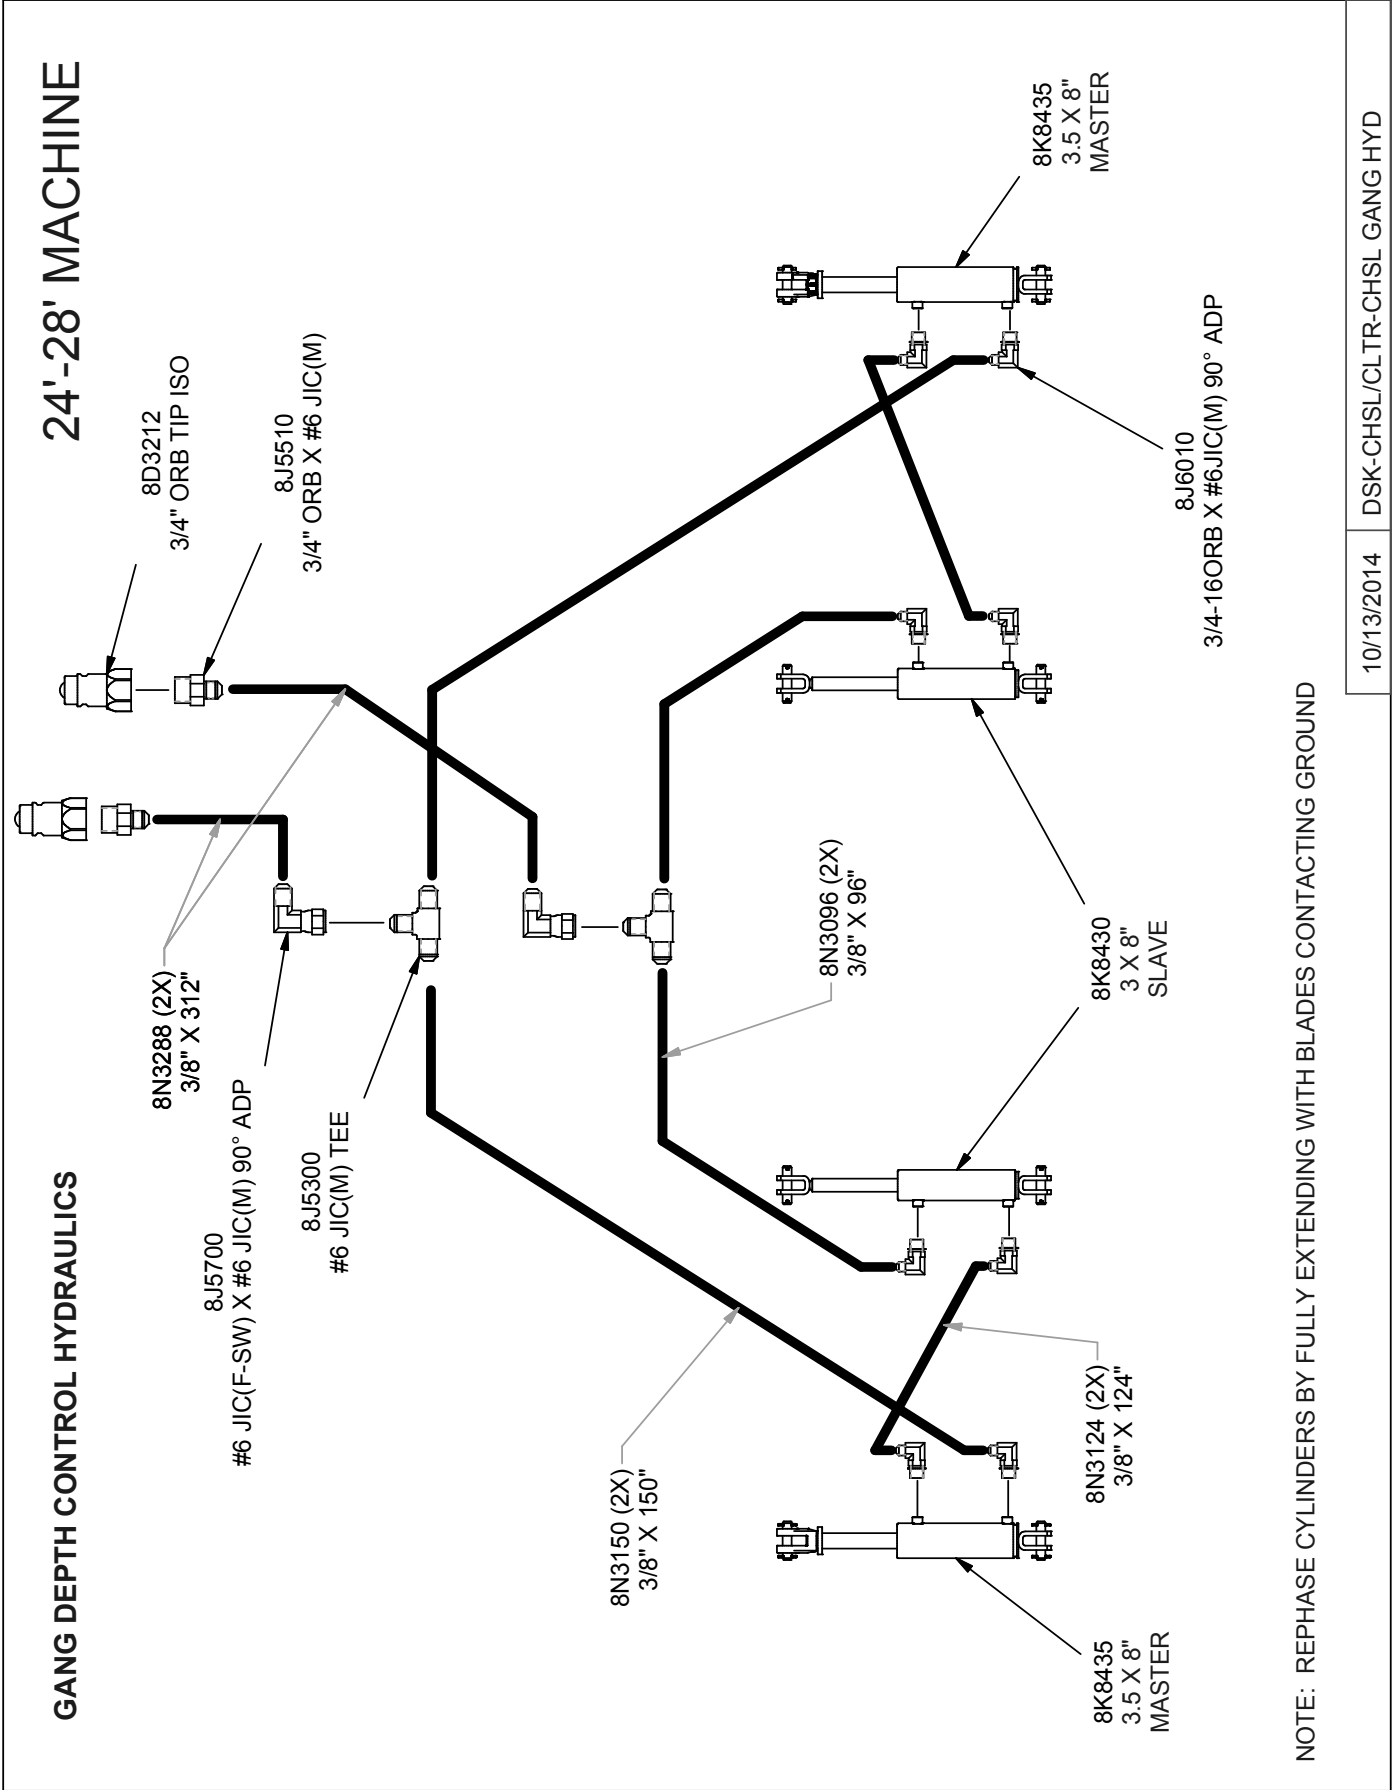 GANG DEPTH CONTROL HYDRAULICS
24'-28' MACHINE
8D3212
3/4" ORB TIP ISO
8J5510
3/4" ORB X #6 JIC(M)
8N3288 (2X)
3/8" X 312"
8J5700
#6 JIC(F-SW) X #6 JIC(M) 90° ADP
8J5300
#6 JIC(M) TEE
8N3150 (2X)
3/8" X 150"
8N3096 (2X)
3/8" X 96"
8K8435
3.5 X 8"
MASTER
8N3124 (2X)
3/8" X 124"
8K8430
3 X 8"
SLAVE
8J6010
3/4-16ORB X #6JIC(M) 90° ADP
8K8435
3.5 X 8"
MASTER
NOTE: REPHASE CYLINDERS BY FULLY EXTENDING WITH BLADES CONTACTING GROUND
10/13/2014
DSK-CHSL/CLTR-CHSL GANG HYD